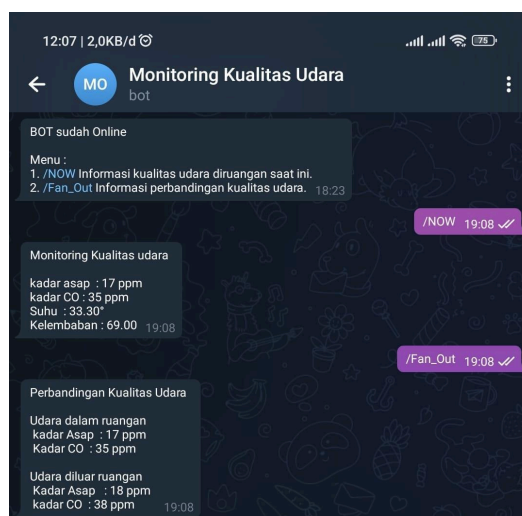 12:07 | 2,0KB/d 75
MO
Monitoring Kualitas Udara
bot
BOT sudah Online
Menu :
1. /NOW Informasi kualitas udara diruangan saat ini.
2. /Fan_Out Informasi perbandingan kualitas udara. 18:23
/NOW 19:08
Monitoring Kualitas udara
kadar asap : 17 ppm
kadar CO : 35 ppm
Suhu : 33.30°
Kelembaban : 69.00 19:08
/Fan_Out 19:08
Perbandingan Kualitas Udara
Udara dalam ruangan
kadar Asap : 17 ppm
Kadar CO : 35 ppm
Udara diluar ruangan
Kadar Asap : 18 ppm
kadar CO : 38 ppm 19:08